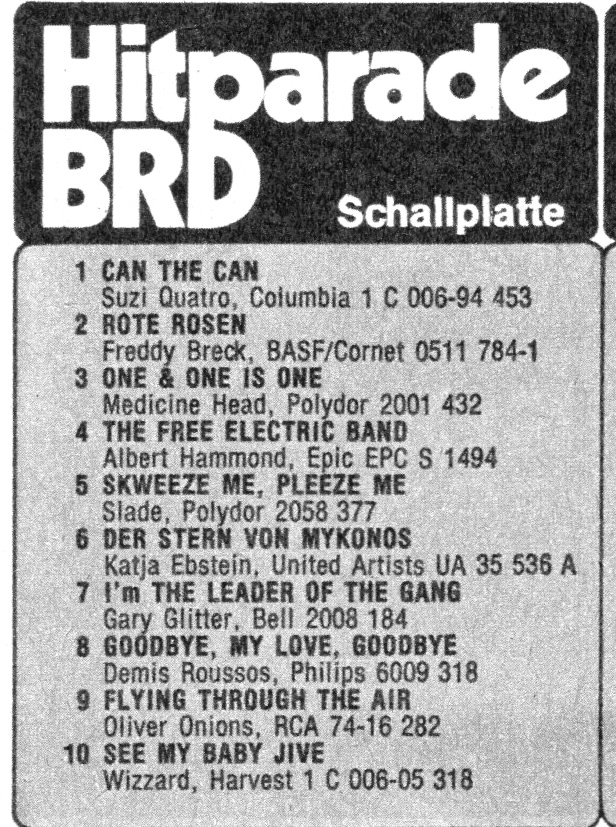 Hitparade
BRD Schallplatte
1 CAN THE CAN
Suzi Quatro, Columbia 1 C 006-94 453
2 ROTE ROSEN
Freddy Breck, BASF/Cornet 0511 784-1
3 ONE & ONE IS ONE
Medicine Head, Polydor 2001 432
4 THE FREE ELECTRIC BAND
Albert Hammond, Epic EPC S 1494
5 SKWEEZE ME, PLEEZE ME
Slade, Polydor 2058 377
6 DER STERN VON MYKONOS
Katja Ebstein, United Artists UA 35 536 A
7 I'm THE LEADER OF THE GANG
Gary Glitter, Bell 2008 184
8 GOODBYE, MY LOVE, GOODBYE
Demis Roussos, Philips 6009 318
9 FLYING THROUGH THE AIR
Oliver Onions, RCA 74-16 282
10 SEE MY BABY JIVE
Wizzard, Harvest 1 C 006-05 318